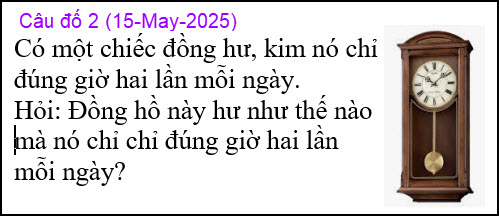 Câu đố 2 (15-May-2025)
Có một chiếc đồng hư, kim nó chỉ
đúng giờ hai lần mỗi ngày.
Hỏi: Đồng hồ này hư như thế nào
mà nó chỉ chỉ đúng giờ hai lần
mỗi ngày?